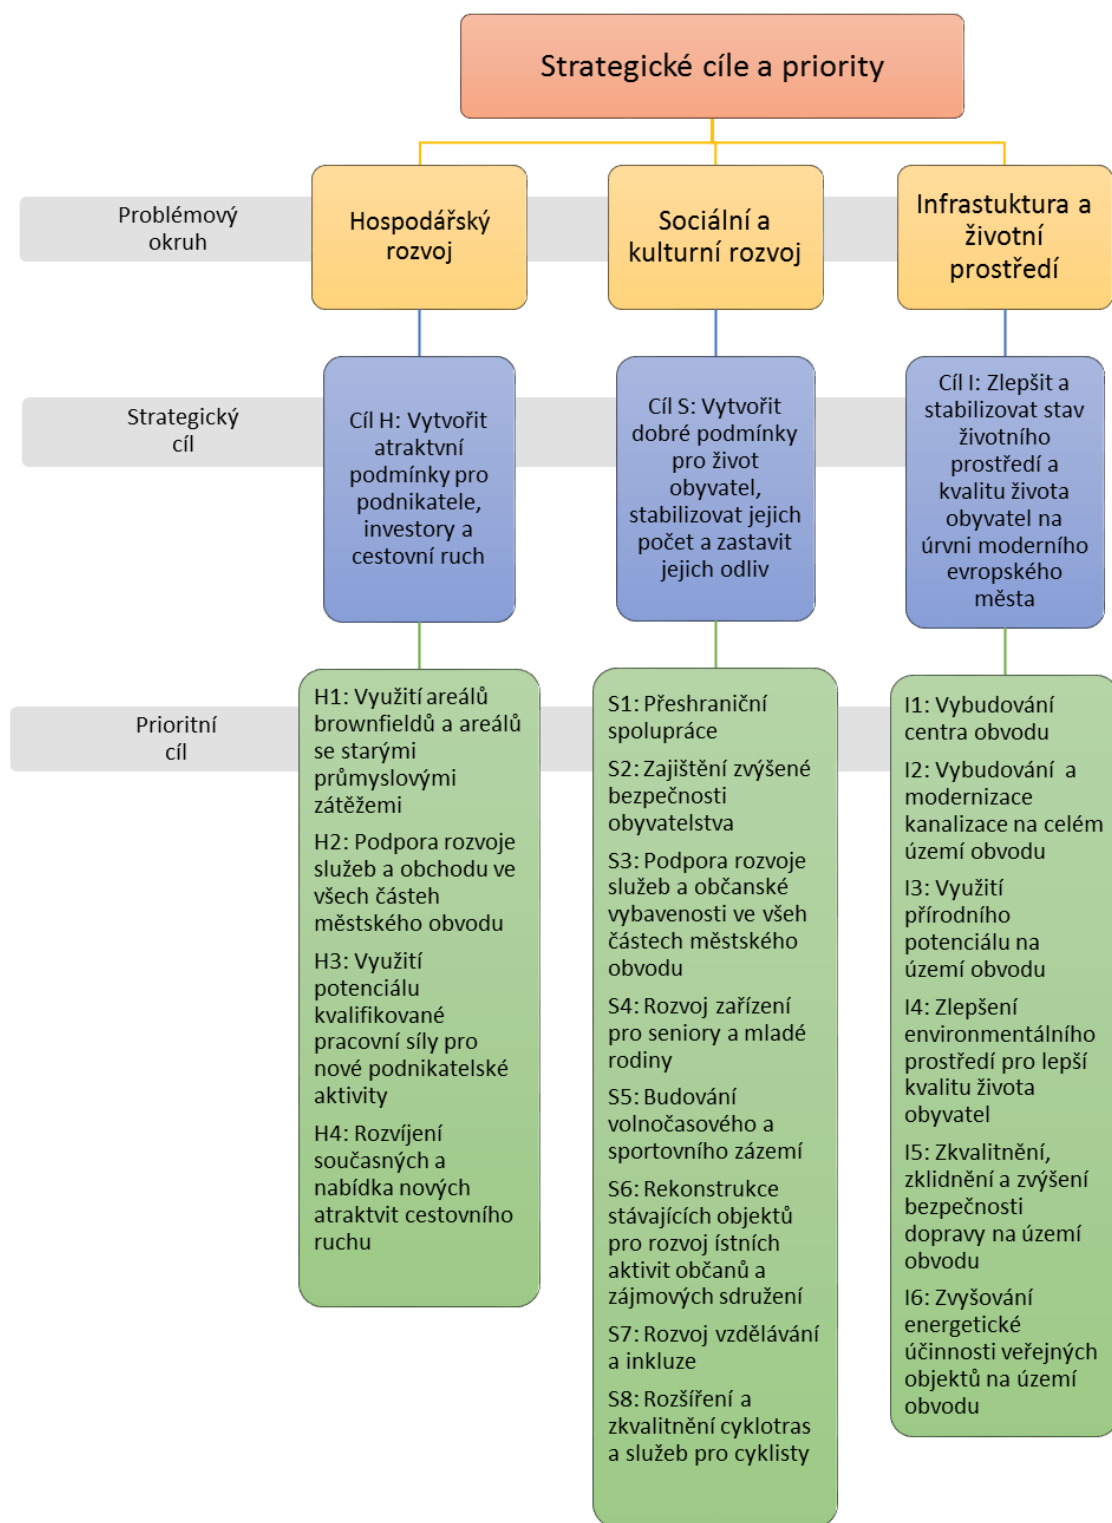 Strategické cíle a priority
Problémový
okruh
Hospodářský
rozvoj
Sociální a
kulturní rozvoj
Infrastuktura a
životní
prostředí
Strategický
cíl
Cíl H: Vytvořit
atraktvní
podmínky pro
podnikatele,
investory a
cestovní ruch
Cíl S: Vytvořit
dobré podmínky
pro život
obyvatel,
stabilizovat jejich
počet a zastavit
jejich odliv
Cíl I: Zlepšit a
stabilizovat stav
životního
prostředí a
kvalitu života
obyvatel na
úrvni moderního
evropského
města
Prioritní
cíl
H1: Využití areálů
brownfieldů a areálů
se starými
průmyslovými
zátěžemi
H2: Podpora rozvoje
služeb a obchodu ve
všech částeh
městského obvodu
H3: Využití
potenciálu
kvalifikované
pracovní síly pro
nové podnikatelské
aktivity
H4: Rozvíjení
současných a
nabídka nových
atraktvit cestovního
ruchu
S1: Přeshraniční
spolupráce
S2: Zajištění zvýšené
bezpečnosti
obyvatelstva
S3: Podpora rozvoje
služeb a občanské
vybavenosti ve všeh
částech městského
obvodu
S4: Rozvoj zařízení
pro seniory a mladé
rodiny
S5: Budování
volnočasového a
sportovního zázemí
S6: Rekonstrukce
stávajících objektů
pro rozvoj ístních
aktivit občanů a
zájmových sdružení
S7: Rozvoj vzdělávání
a inkluze
S8: Rozšíření a
zkvalitnění cyklotras
a služeb pro cyklisty
I1: Vybudování
centra obvodu
I2: Vybudování a
modernizace
kanalizace na celém
území obvodu
I3: Využití
přírodního
potenciálu na
území obvodu
I4: Zlepšení
environmentálního
prostředí pro lepší
kvalitu života
obyvatel
I5: Zkvalitnění,
zklidnění a zvýšení
bezpečnosti
dopravy na území
obvodu
I6: Zvyšování
energetické
účinnosti veřejných
objektů na území
obvodu